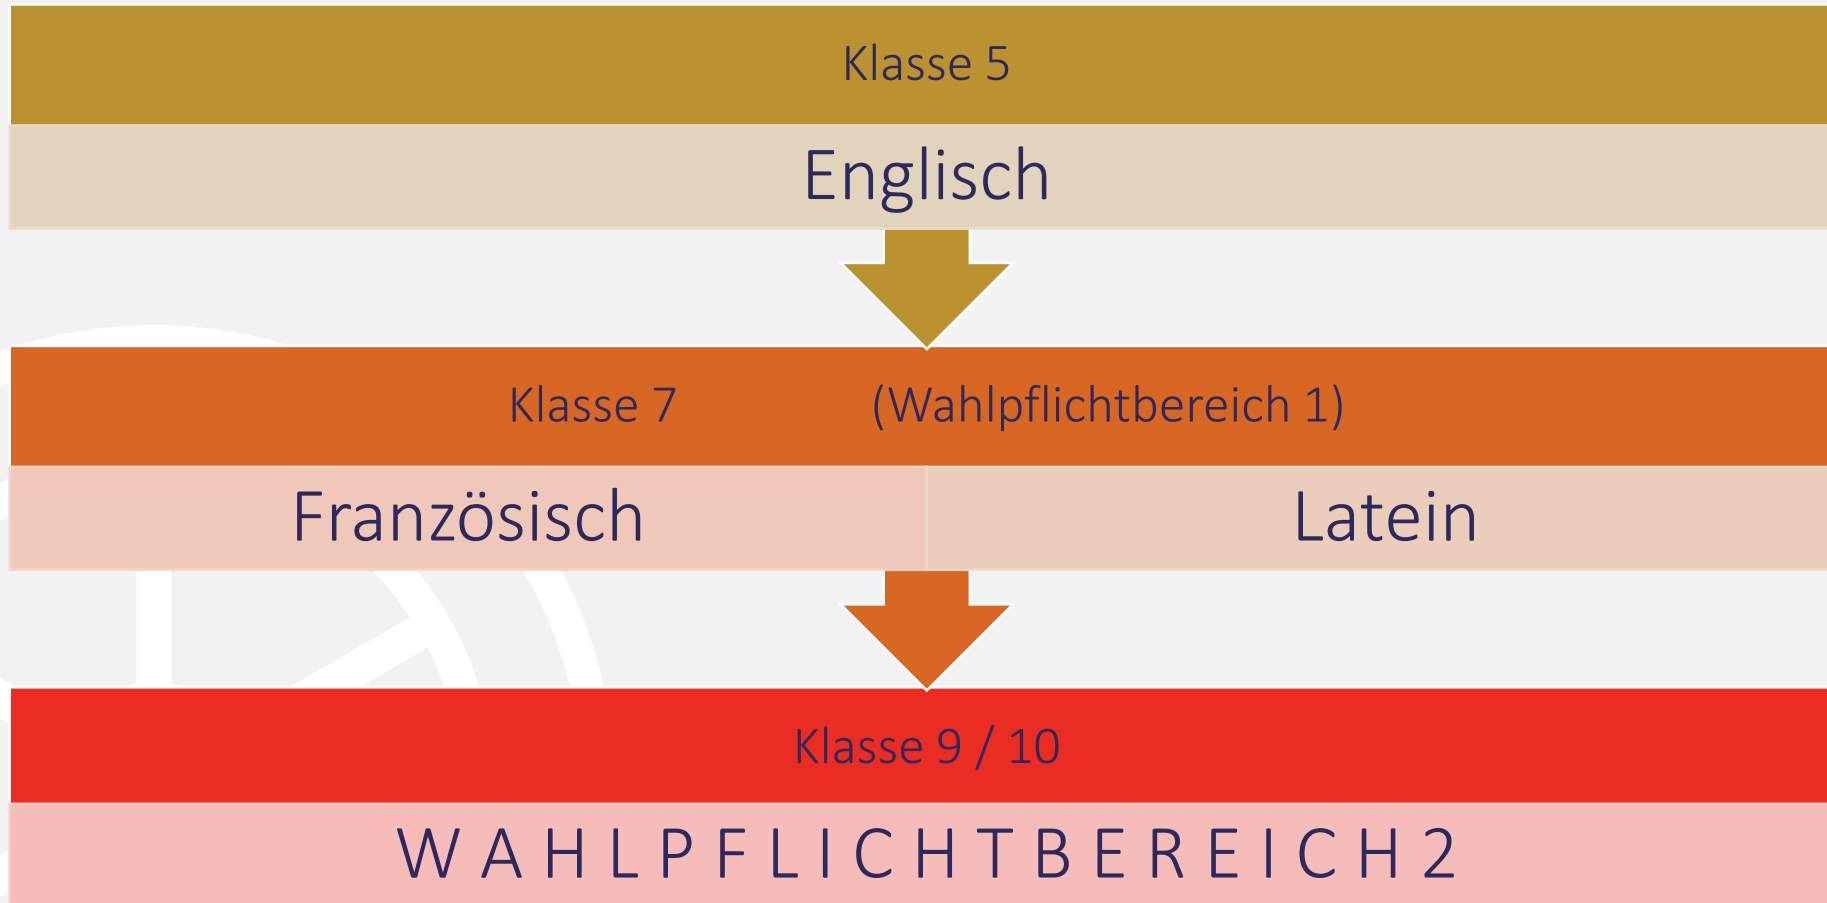 Klasse 5
Englisch
Klasse 7 (Wahlpflichtbereich 1)
Französisch Latein
Klasse 9 / 10
W A H L P F L I C H T B E R E I C H 2